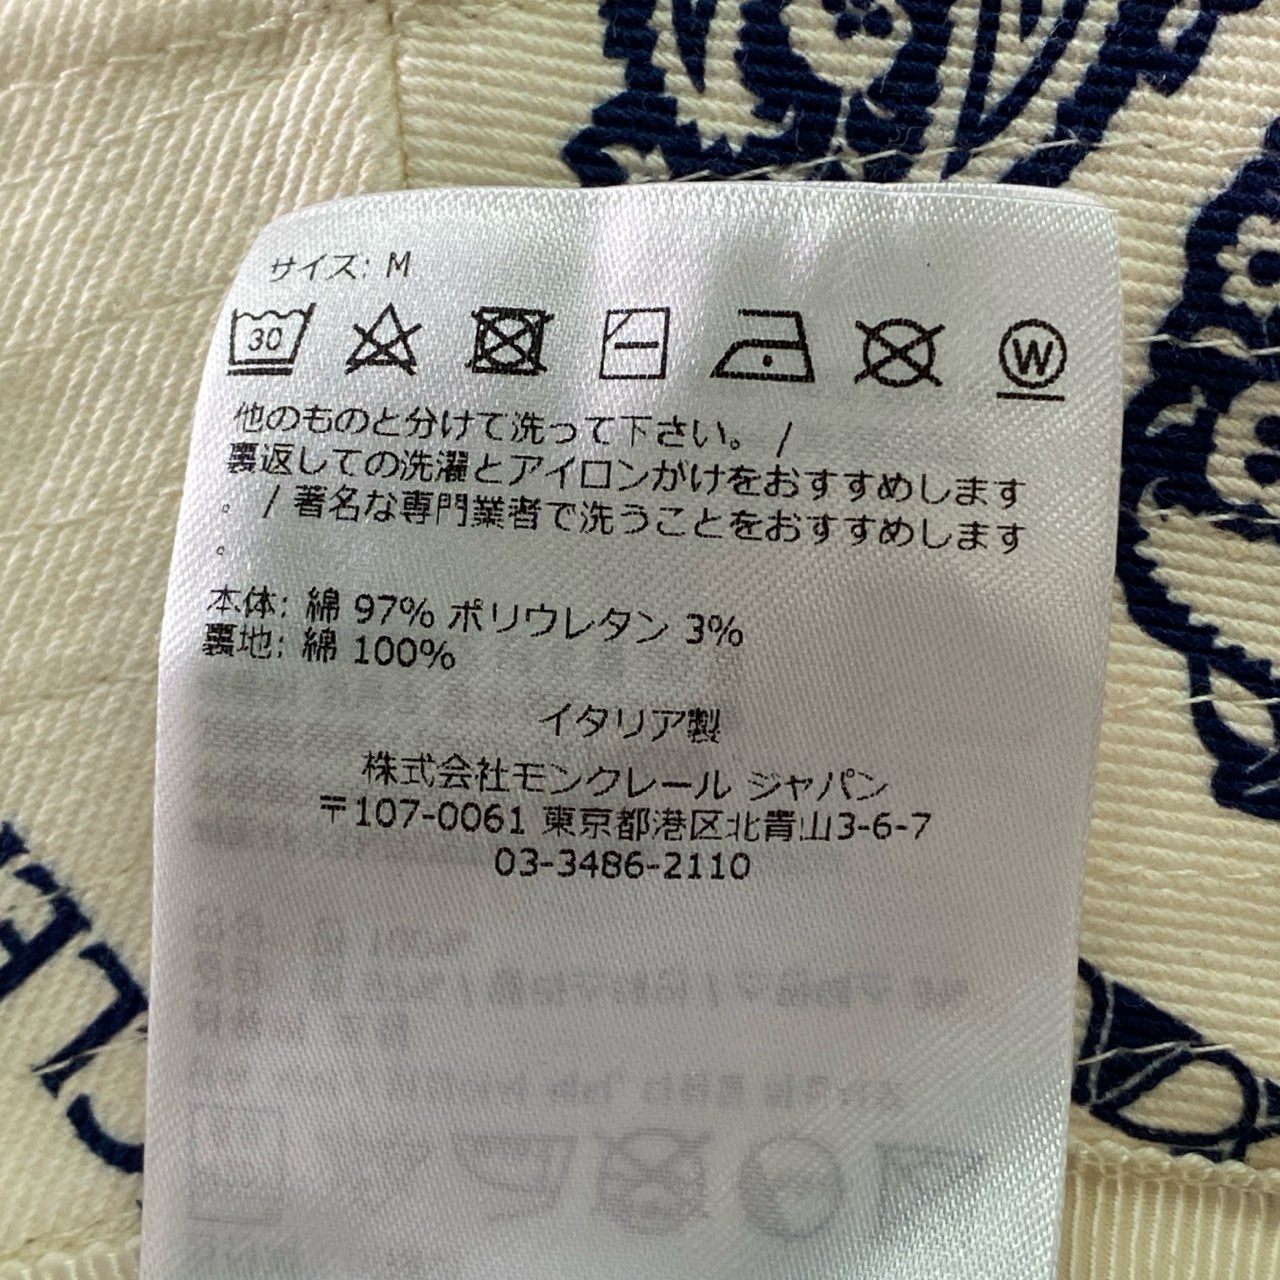 サイズ: M
30
W
他のものと分けて洗って下さい。 /
裏返しての洗濯とアイロンがけをおすすめします
。 / 著名な専門業者で洗うことをおすすめします
。
本体: 綿 97% ポリウレタン 3%
裏地: 綿 100%
イタリア製
株式会社モンクレール ジャパン
〒107-0061 東京都港区北青山3-6-7
03-3486-2110